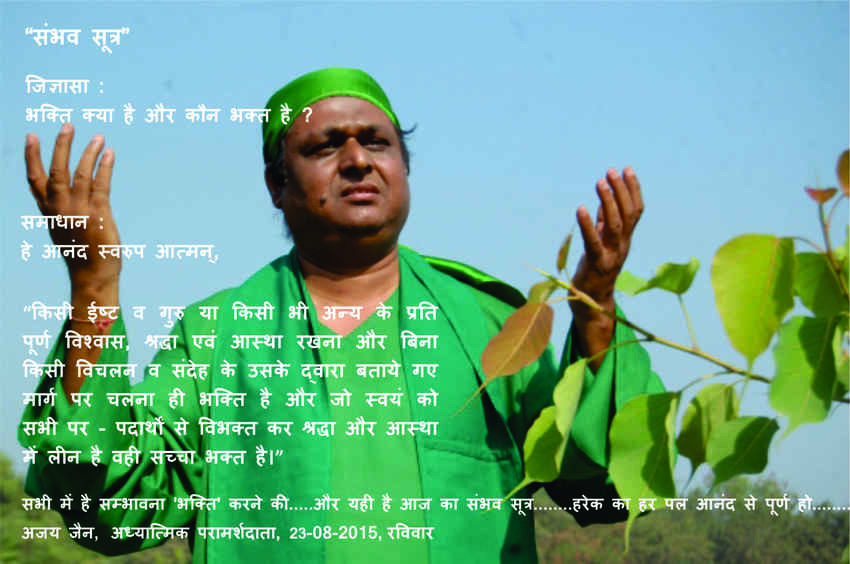 “संभव सूत्र”
जिज्ञासा :
भक्ति क्या है और कौन भक्त है ?
समाधान :
हे आनंद स्वरुप आत्मन्,
“किसी ईष्ट व गुरु या किसी भी अन्य के प्रति
पूर्ण विश्वास, श्रद्धा एवं आस्था रखना और बिना
किसी विचलन व संदेह के उसके द्वारा बताये गए
मार्ग पर चलना ही भक्ति है और जो स्वयं को
सभी पर - पदार्थों से विभक्त कर श्रद्धा और आस्था
में लीन है वही सच्चा भक्त है।”
सभी में है सम्भावना 'भक्ति' करने की.....और यही है आज का संभव सूत्र........हरेक का हर पल आनंद से पूर्ण हो........
अजय जैन, अध्यात्मिक परामर्शदाता, 23-08-2015, रविवार